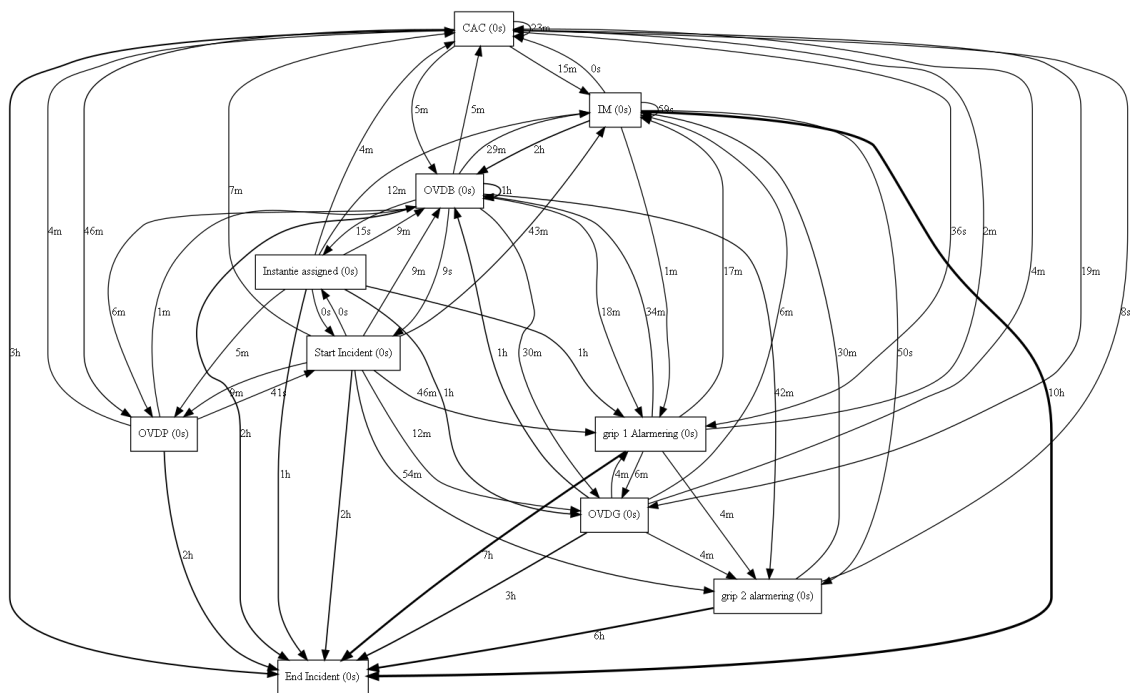 CAC (0s)
23m
15m
0s
IM (0s)
59s
5m
5m
4m
29m
2h
OVDB (0s)
1h
12m
7m
15s
9m
43m
4m
46m
36s
2m
4m
19m
8s
Instantie assigned (0s)
9m
9s
1m
17m
0s
0s
6m
1m
18m
34m
6m
Start Incident (0s)
3h
5m
1h
30m
1h
30m
50s
9m
41s
46m
1h
42m
10h
OVDP (0s)
2h
12m
grip 1 Alarmering (0s)
1h
54m
4m
6m
2h
OVDG (0s)
4m
2h
7h
4m
3h
grip 2 alarmering (0s)
6h
End Incident (0s)